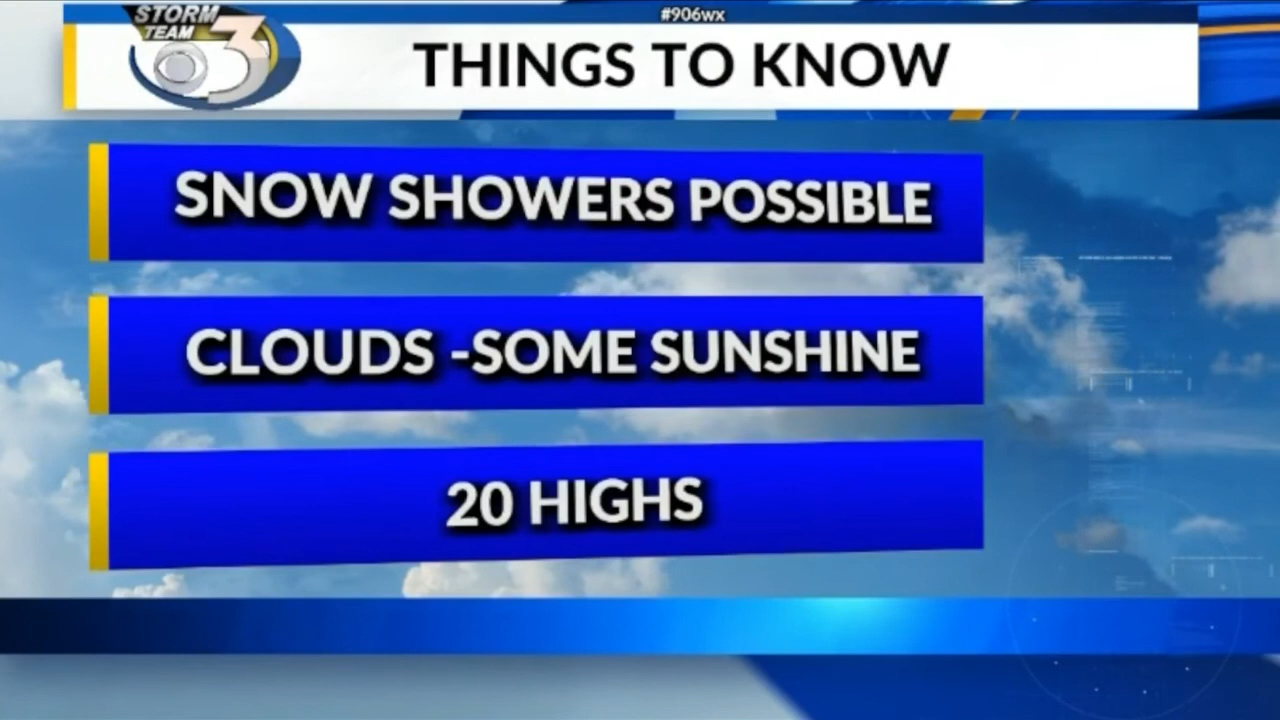 #906wx
STORM
TEAM
3
THINGS TO KNOW
SNOW SHOWERS POSSIBLE
CLOUDS -SOME SUNSHINE
20 HIGHS